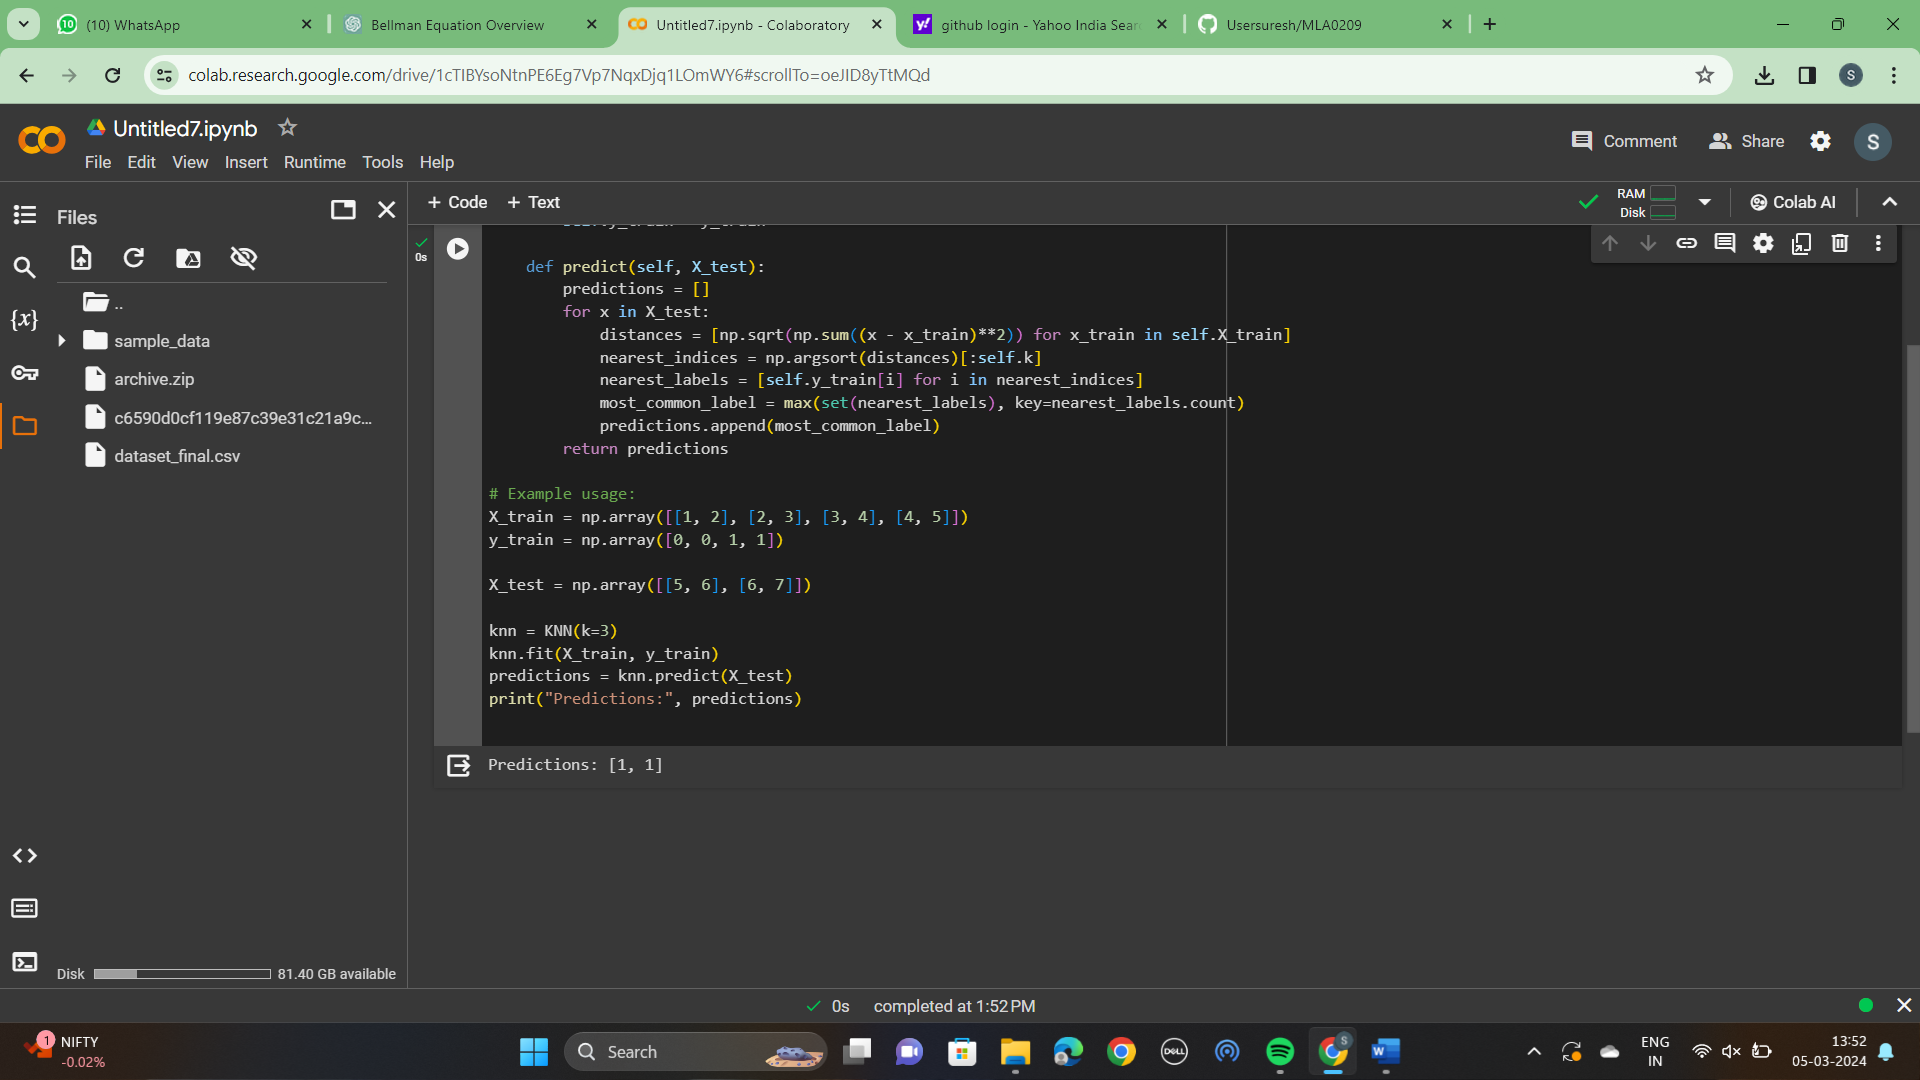 (10) WhatsApp
Bellman Equation Overview
Untitled7.ipynb - Colaboratory
github login - Yahoo India Sear
Usersuresh/MLA0209
colab.research.google.com/drive/1cTIBYsoNtnPE6Eg7Vp7NqxDjq1LOmWY6#scrollTo=oeJID8yTtMQd
S
CO
Untitled7.ipynb
File Edit View Insert Runtime Tools Help
Comment
Share
S
Files
+ Code + Text
RAM
Disk
Colab AI
..
sample_data
archive.zip
c6590d0cf119e87c39e31c21a9c...
dataset_final.csv
{x}
Disk
81.40 GB available
0s
def predict(self, X_test):
predictions = []
for x in X_test:
distances = [np.sqrt(np.sum((x - x_train)**2)) for x_train in self.X_train]
nearest_indices = np.argsort(distances)[:self.k]
nearest_labels = [self.y_train[i] for i in nearest_indices]
most_common_label = max(set(nearest_labels), key=nearest_labels.count)
predictions.append(most_common_label)
return predictions
# Example usage:
X_train = np.array([[1, 2], [2, 3], [3, 4], [4, 5]])
y_train = np.array([0, 0, 1, 1])
X_test = np.array([[5, 6], [6, 7]])
knn = KNN(k=3)
knn.fit(X_train, y_train)
predictions = knn.predict(X_test)
print("Predictions:", predictions)
Predictions: [1, 1]
0s completed at 1:52 PM
1
NIFTY
-0.02%
Search
DELL
S
W
ENG
IN
13:52
05-03-2024